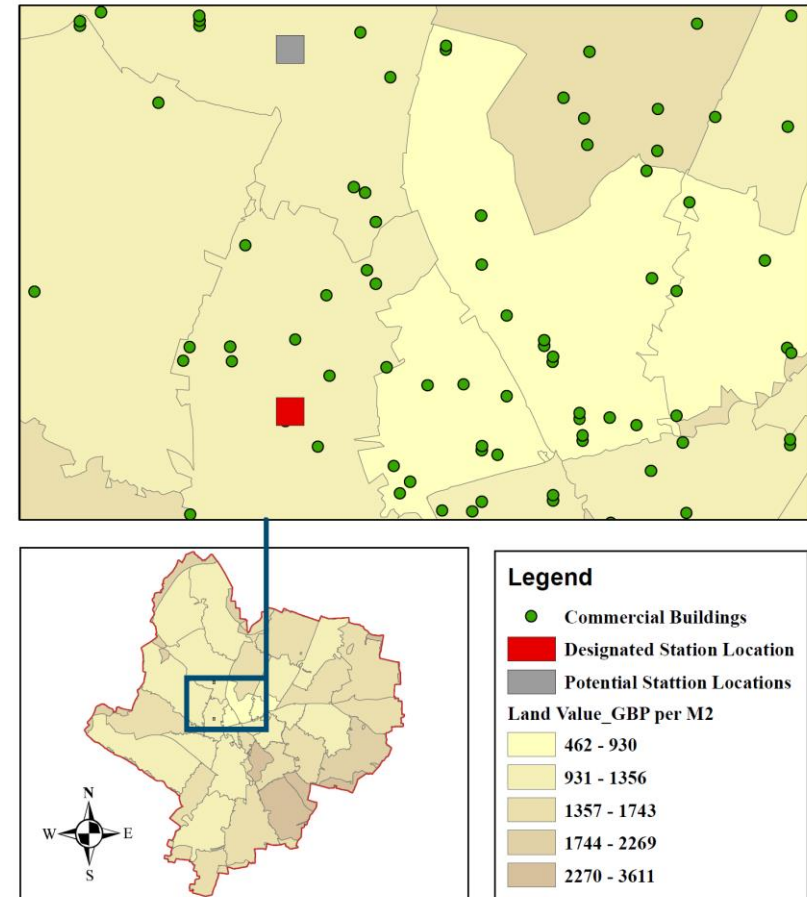 N
W
E
S
Legend
Commercial Buildings
Designated Station Location
Potential Stattion Locations
Land Value_GBP per M2
462 - 930
931 - 1356
1357 - 1743
1744 - 2269
2270 - 3611